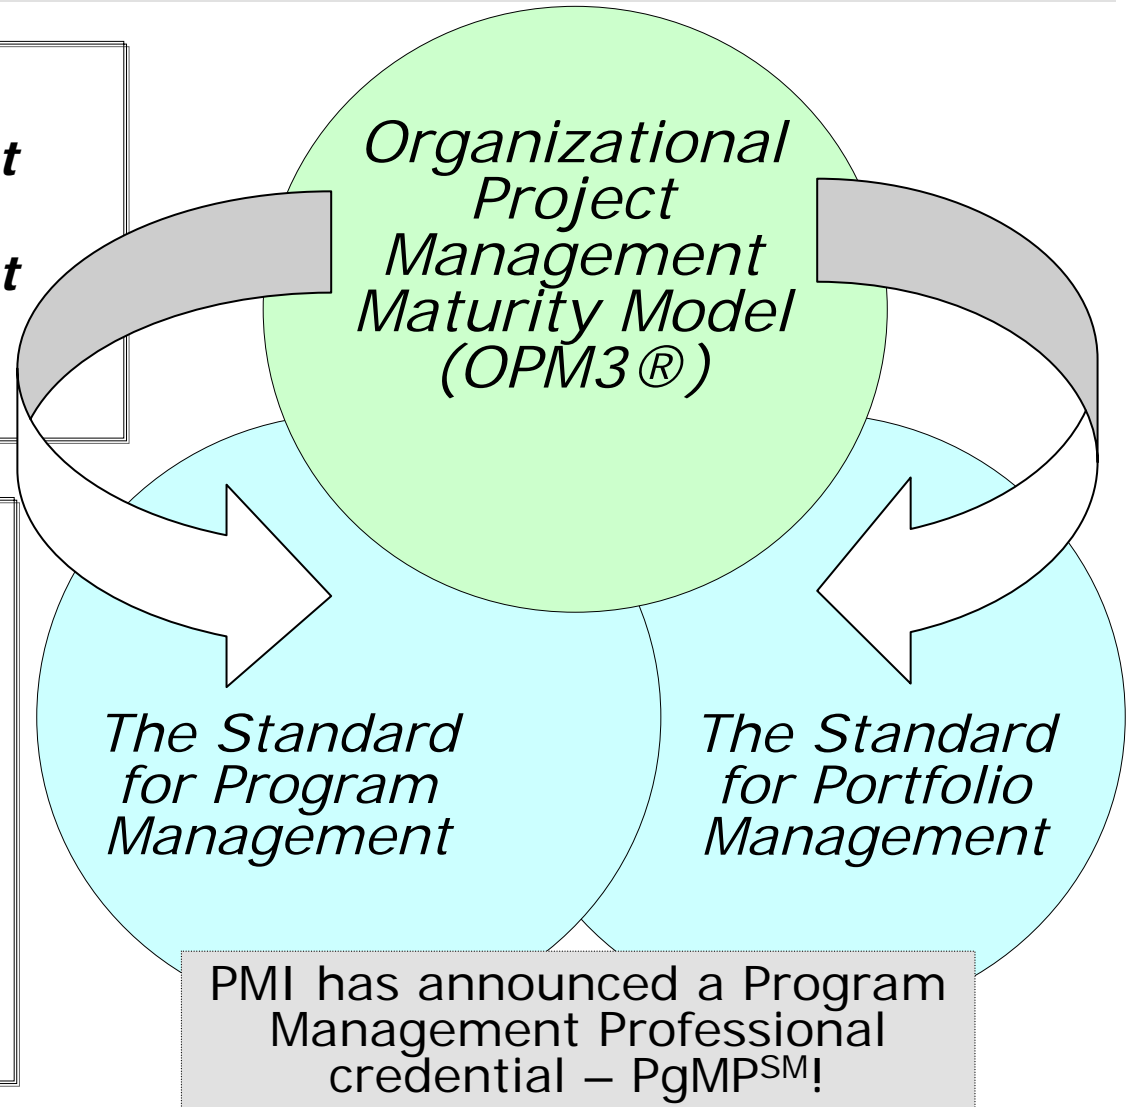 t
t
Organizational
Project
Management
Maturity Model
(OPM3®)
The Standard
for Program
Management
The Standard
for Portfolio
Management
PMI has announced a Program
Management Professional
credential – PgMPSM!